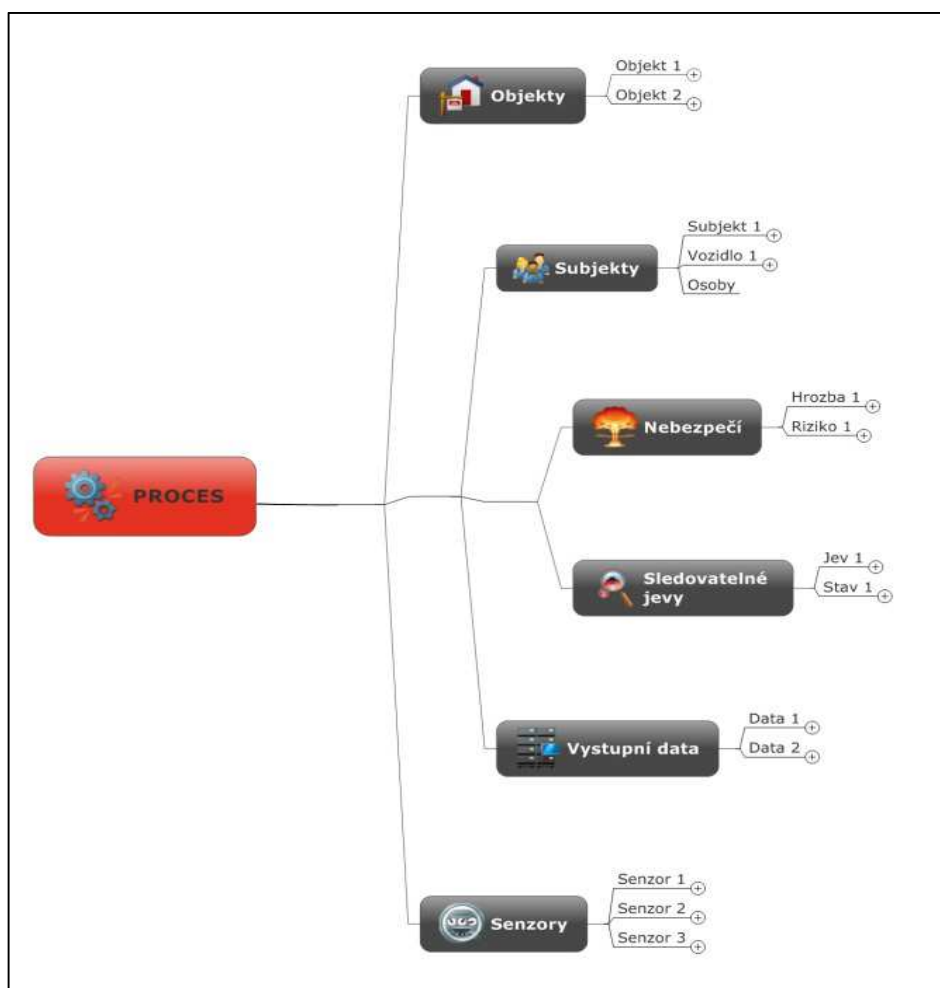 Objekty
Objekt 1
Objekt 2
Subjekty
Subjekt 1
Vozidlo 1
Osoby
Nebezpečí
Hrozba 1
Riziko 1
PROCES
Sledovatelné
jevy
Jev 1
Stav 1
Vystupní data
Data 1
Data 2
Senzory
Senzor 1
Senzor 2
Senzor 3